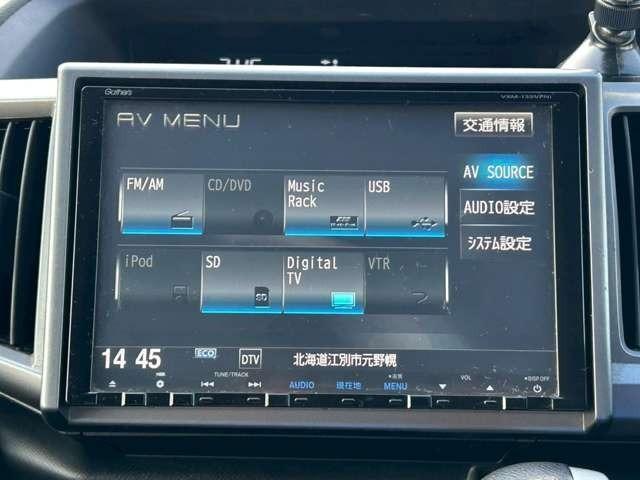 Gathers
AV MENU
交通情報
FM/AM
CD/DVD
Music Rack
USB
AV SOURCE
AUDIO設定
システム設定
iPod
SD
Digital TV
VTR
14 45
ECO
DTV
北海道江別市元野幌
TUNE/TRACK
AUDIO
現在地
MENU
VOL
DISP OFF